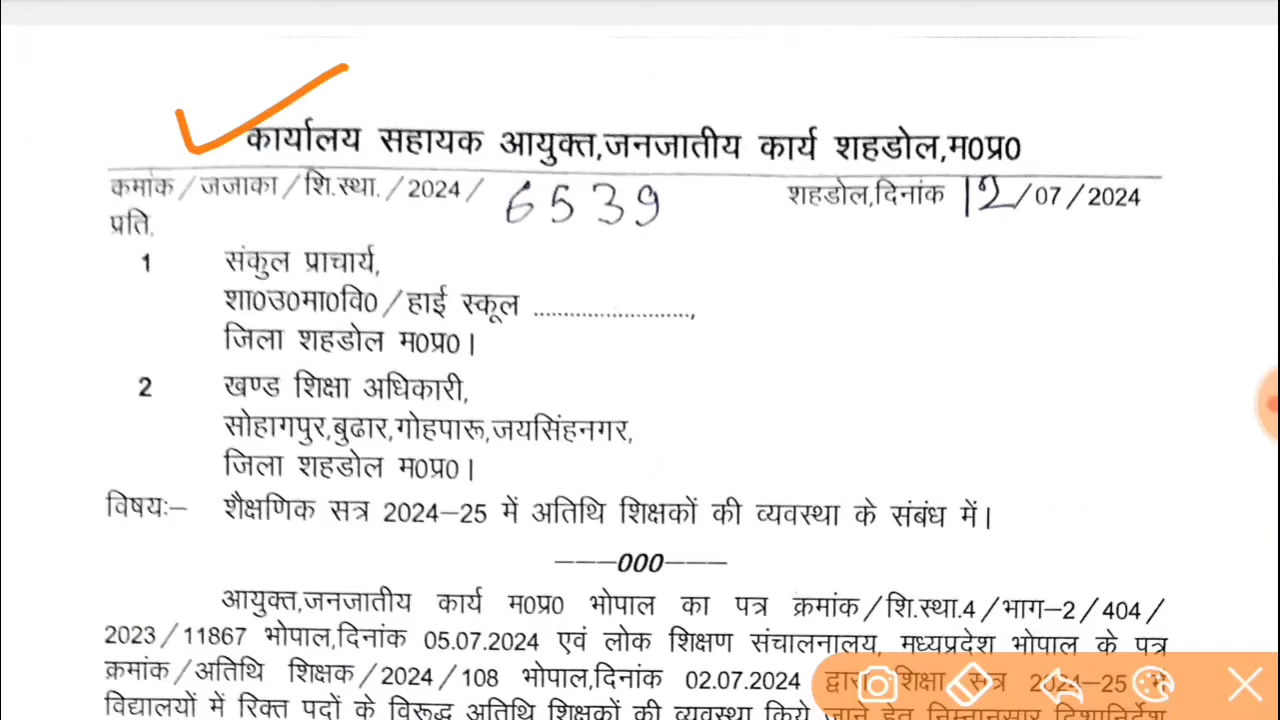 कार्यालय सहायक आयुक्त,जनजातीय कार्य शहडोल,म0प्र0
कमांक/जजाका/शि.स्था./2024/ 6539 शहडोल,दिनांक 12/07/2024
प्रति,
1 संकुल प्राचार्य,
शा0उ0मा0वि0/हाई स्कूल ........................,
जिला शहडोल म0प्र0।
2 खण्ड शिक्षा अधिकारी,
सोहागपुर,बुढार,गोहपारू,जयसिंहनगर,
जिला शहडोल म0प्र0।
विषयः– शैक्षणिक सत्र 2024–25 में अतिथि शिक्षकों की व्यवस्था के संबंध में।
–––000–––
आयुक्त,जनजातीय कार्य म0प्र0 भोपाल का पत्र क्रमांक/शि.स्था.4/भाग–2/404/
2023/11867 भोपाल,दिनांक 05.07.2024 एवं लोक शिक्षण संचालनालय, मध्यप्रदेश भोपाल के पत्र
क्रमांक/अतिथि शिक्षक/2024/108 भोपाल,दिनांक 02.07.2024 द्वारा शिक्षा सत्र 2024–25 में
विद्यालयों में रिक्त पदों के विरूद्ध अतिथि शिक्षकों की व्यवस्था किये जाने हेतु निम्नानुसार दिशानिर्देश